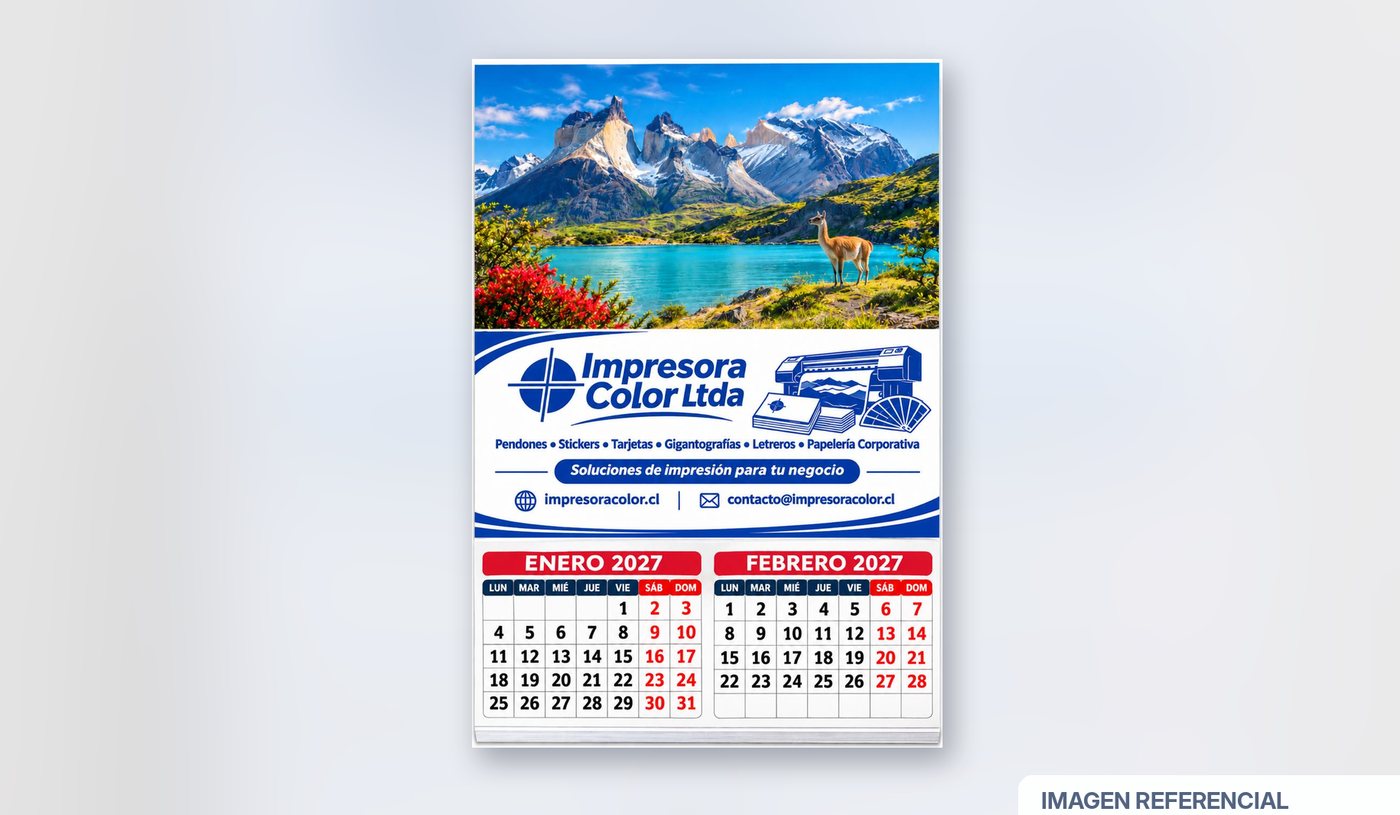 Impresora
Color Ltda
Pendones • Stickers • Tarjetas • Gigantografías • Letreros • Papelería Corporativa
Soluciones de impresión para tu negocio
impresoracolor.cl | contacto@impresoracolor.cl
ENERO 2027
LUN MAR MIÉ JUE VIE SÁB DOM
1 2 3
4 5 6 7 8 9 10
11 12 13 14 15 16 17
18 19 20 21 22 23 24
25 26 27 28 29 30 31
FEBRERO 2027
LUN MAR MIÉ JUE VIE SÁB DOM
1 2 3 4 5 6 7
8 9 10 11 12 13 14
15 16 17 18 19 20 21
22 23 24 25 26 27 28
IMAGEN REFERENCIAL